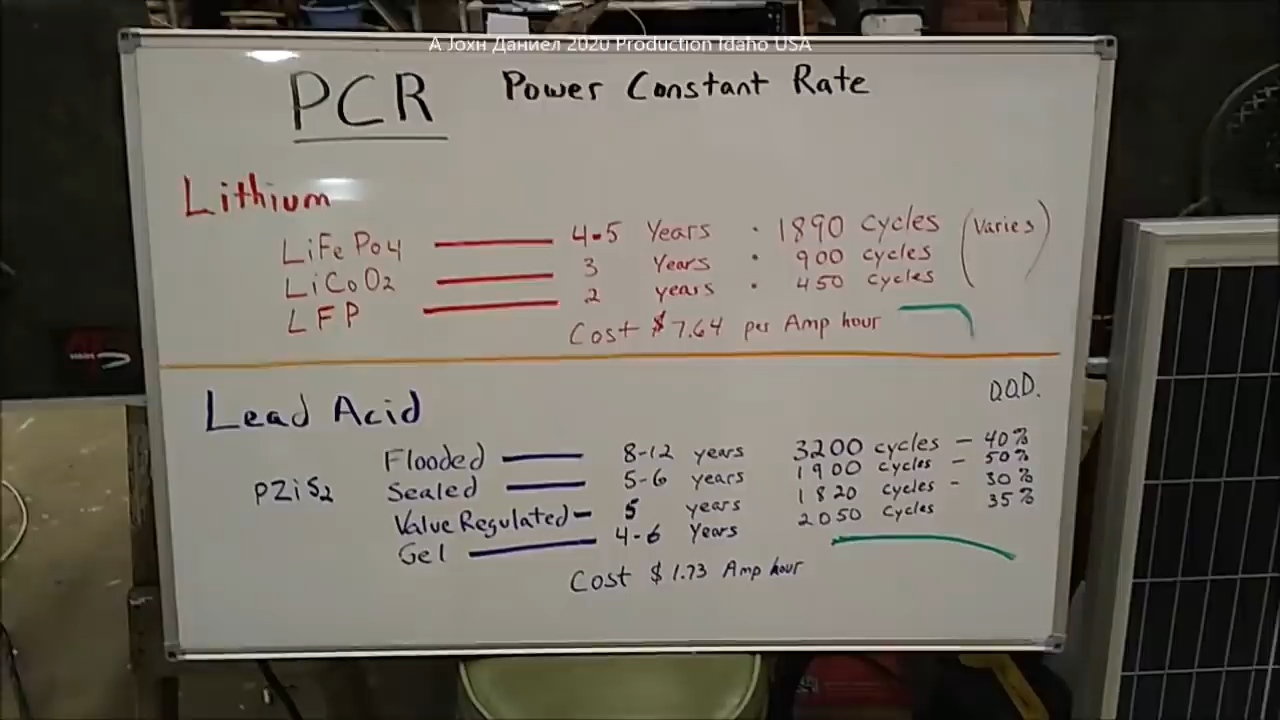 А Јохн Даниел 2020 Production Idaho USA
PCR Power Constant Rate
Lithium
LiFePo4 4-5 Years · 1890 cycles (Varies)
LiCoO2 3 Years · 900 cycles
LFP 2 years · 450 cycles
Cost $7.64 per Amp hour
Lead Acid D.O.D.
Flooded 8-12 years 3200 cycles - 40%
PZiS2 Sealed 5-6 years 1900 cycles - 50%
Value Regulated- 5 years 1820 cycles - 30%
Gel 4-6 Years 2050 cycles 35%
Cost $1.73 Amp hour